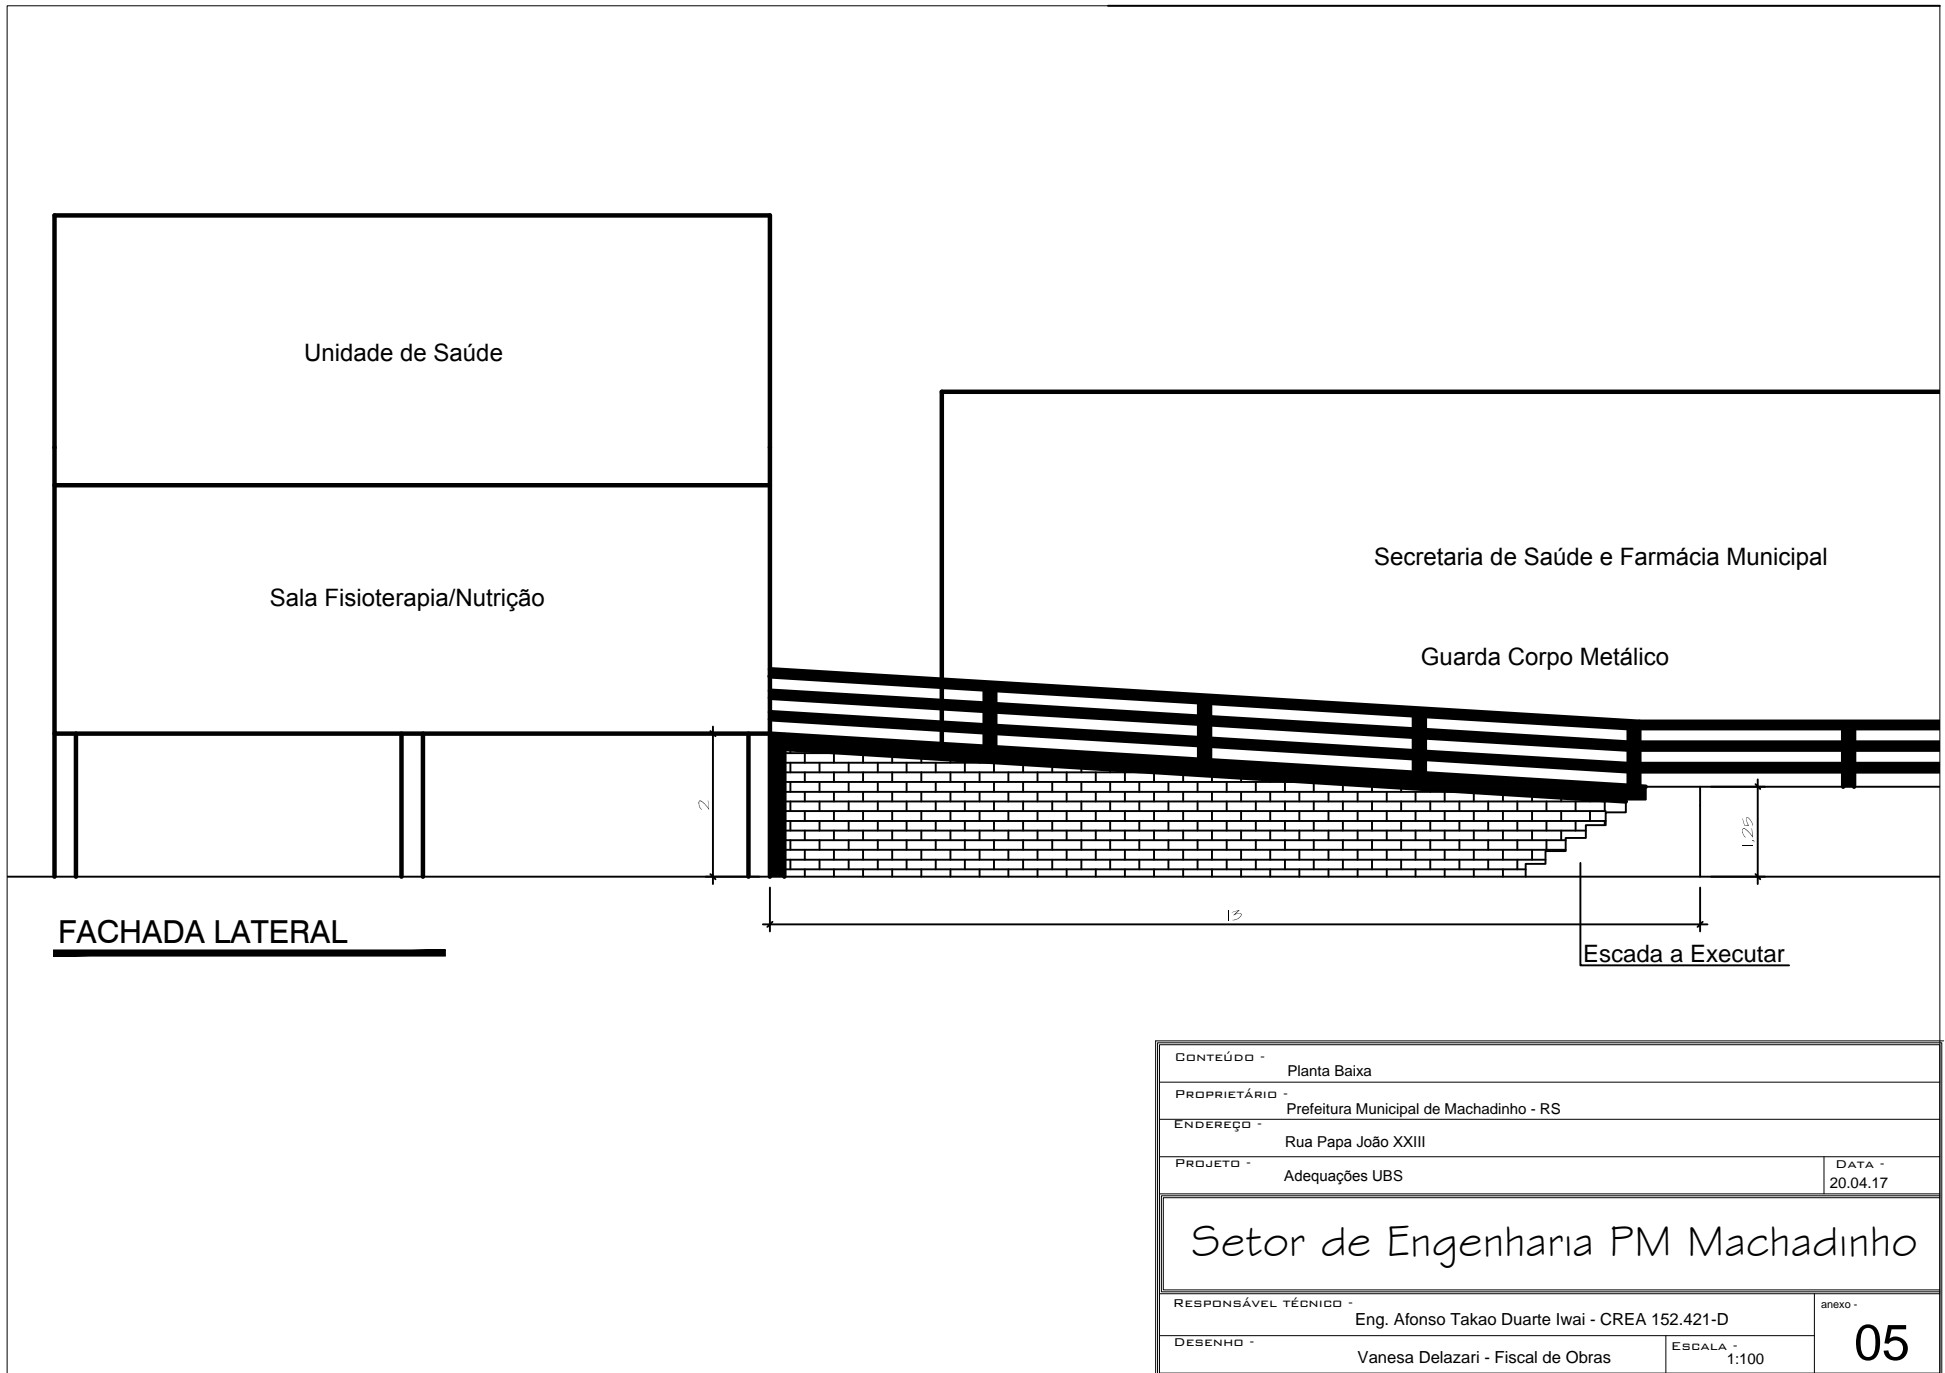 Unidade de Saúde
Sala Fisioterapia/Nutrição
Secretaria de Saúde e Farmácia Municipal
Guarda Corpo Metálico
2
1,25
13
FACHADA LATERAL
Escada a Executar
CONTEÚDO -
Planta Baixa
PROPRIETÁRIO -
Prefeitura Municipal de Machadinho - RS
ENDEREÇO -
Rua Papa João XXIII
PROJETO -
Adequações UBS
DATA -
20.04.17
Setor de Engenharia PM Machadinho
RESPONSÁVEL TÉCNICO -
Eng. Afonso Takao Duarte Iwai - CREA 152.421-D
anexo -
05
DESENHO -
Vanesa Delazari - Fiscal de Obras
ESCALA -
1:100